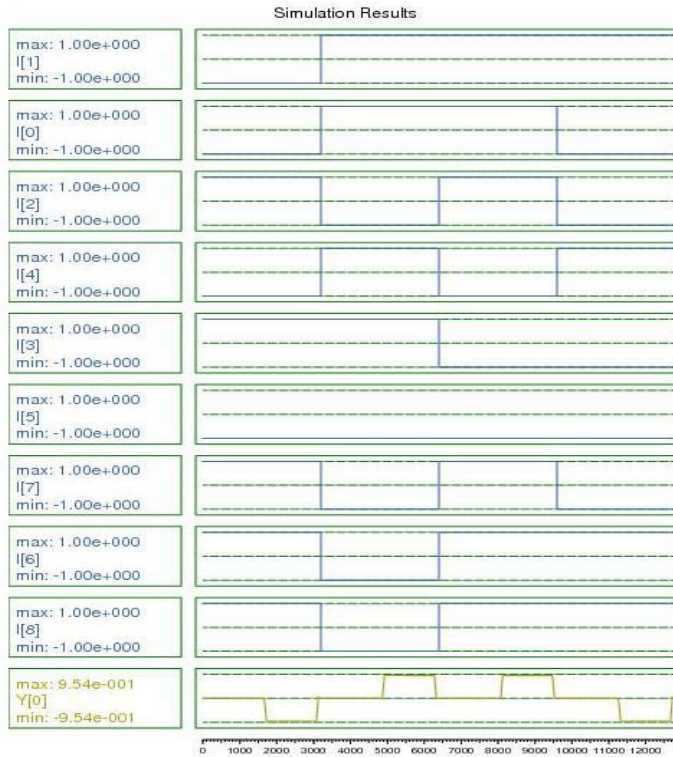 Simulation Results
max: 1.00e+000
I[1]
min: -1.00e+000
max: 1.00e+000
I[0]
min: -1.00e+000
max: 1.00e+000
I[2]
min: -1.00e+000
max: 1.00e+000
I[4]
min: -1.00e+000
max: 1.00e+000
I[3]
min: -1.00e+000
max: 1.00e+000
I[5]
min: -1.00e+000
max: 1.00e+000
I[7]
min: -1.00e+000
max: 1.00e+000
I[6]
min: -1.00e+000
max: 1.00e+000
I[8]
min: -1.00e+000
max: 9.54e-001
Y[0]
min: -9.54e-001
0 1000 2000 3000 4000 5000 6000 7000 8000 9000 10000 11000 12000